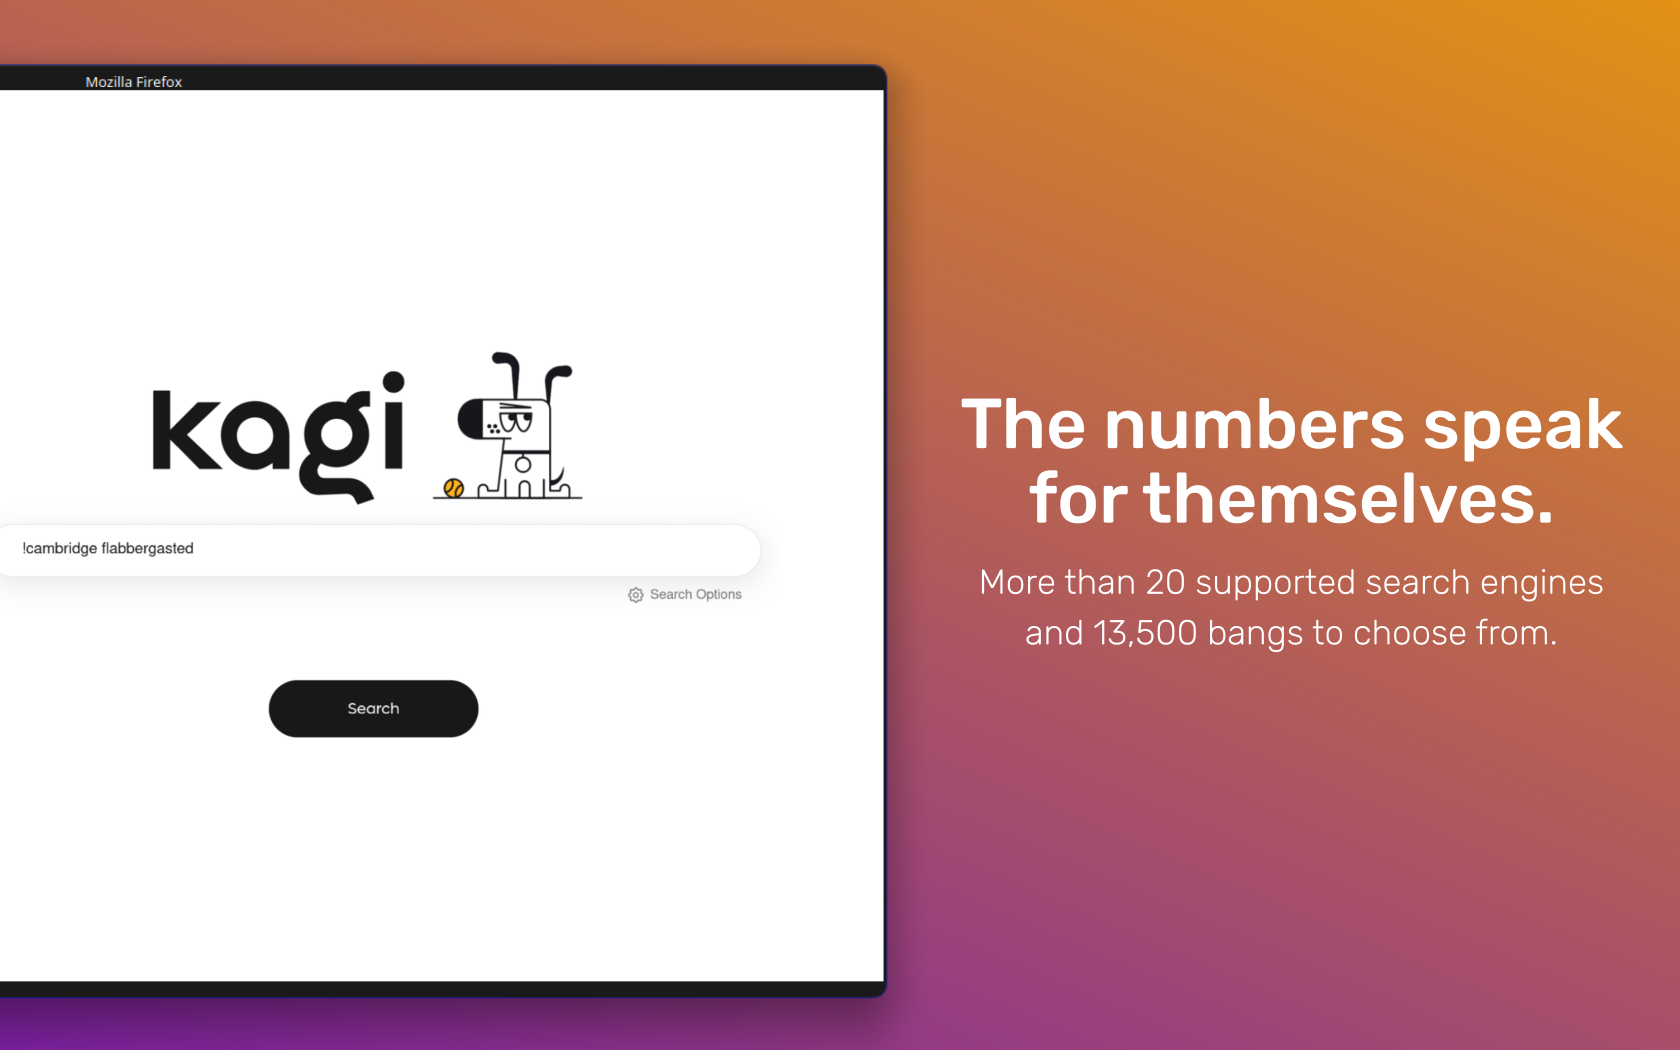 Mozilla Firefox
kagi
!cambridge flabbergasted
Search Options
Search
The numbers speak
for themselves.
More than 20 supported search engines
and 13,500 bangs to choose from.